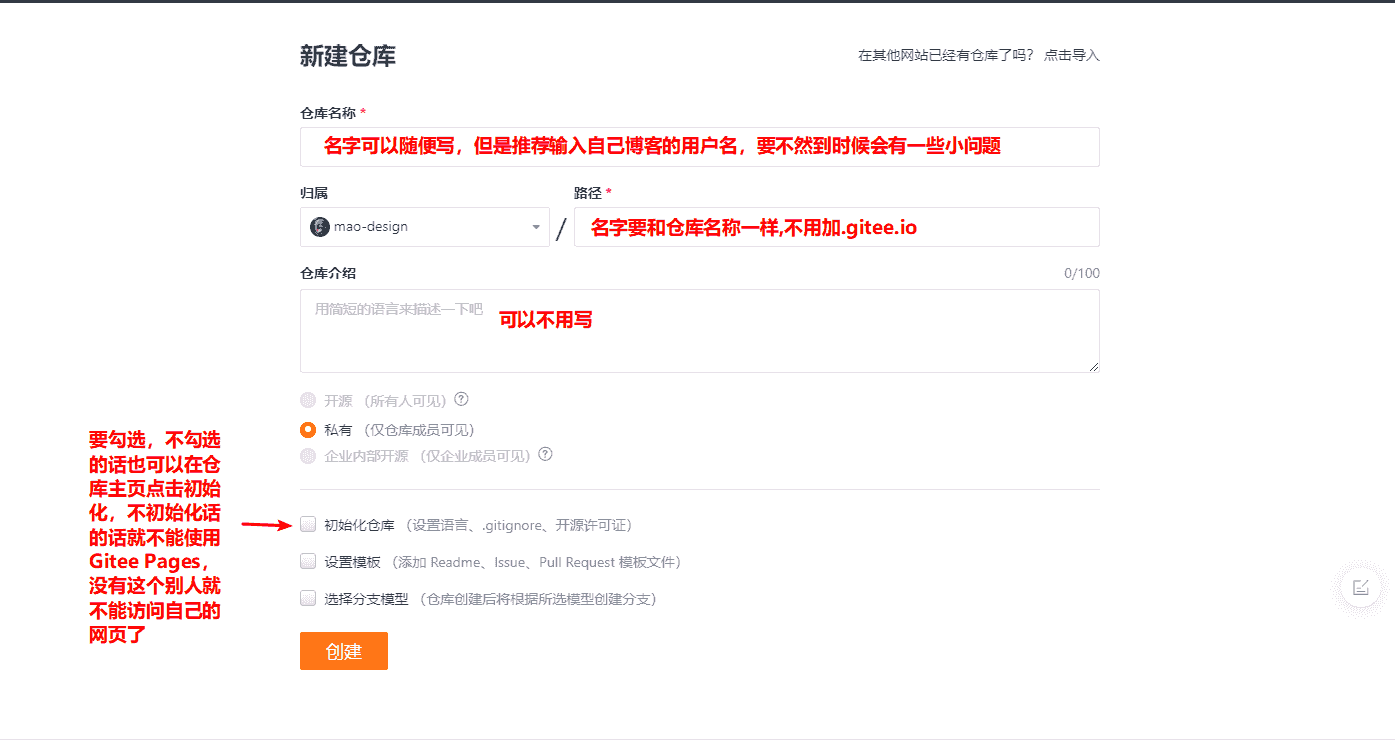 新建仓库
在其他网站已经有仓库了吗？ 点击导入
仓库名称 *
名字可以随便写，但是推荐输入自己博客的用户名，要不然到时候会有一些小问题
归属
路径 *
mao-design
/
名字要和仓库名称一样,不用加.gitee.io
仓库介绍
0/100
用简短的语言来描述一下吧
可以不用写
开源 （所有人可见） ?
私有 （仅仓库成员可见）
企业内部开源 （仅企业成员可见） ?
要勾选，不勾选
的话也可以在仓
库主页点击初始
化，不初始化话
的话就不能使用
Gitee Pages，
没有这个别人就
不能访问自己的
网页了
初始化仓库 （设置语言、.gitignore、开源许可证）
设置模板 （添加 Readme、Issue、Pull Request 模板文件）
选择分支模型 （仓库创建后将根据所选模型创建分支）
创建